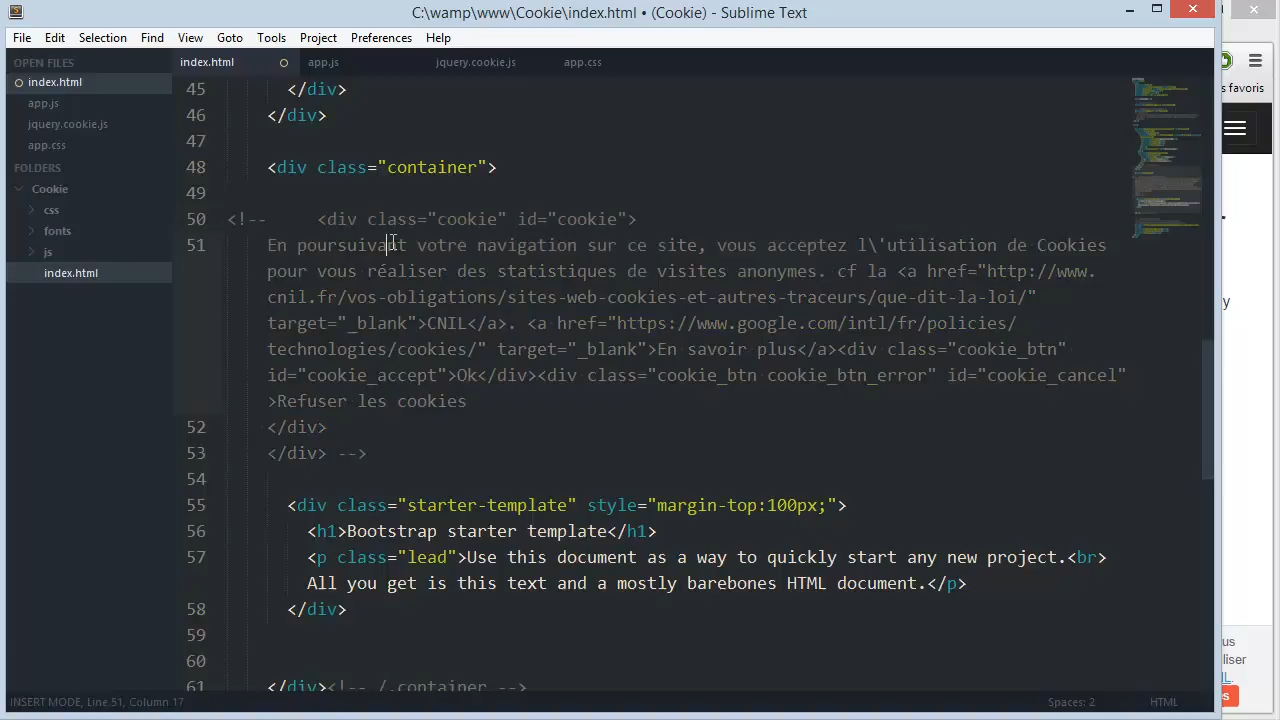 C:\wamp\www\Cookie\index.html • (Cookie) - Sublime Text
File Edit Selection Find View Goto Tools Project Preferences Help
OPEN FILES
index.html
app.js
jquery.cookie.js
app.css
FOLDERS
Cookie
css
fonts
js
index.html
index.html app.js jquery.cookie.js app.css
45 </div>
46 </div>
47
48 <div class="container">
49
50 <!-- <div class="cookie" id="cookie">
51 En poursuivant votre navigation sur ce site, vous acceptez l\'utilisation de Cookies
pour vous réaliser des statistiques de visites anonymes. cf la <a href="http://www.
cnil.fr/vos-obligations/sites-web-cookies-et-autres-traceurs/que-dit-la-loi/"
target="_blank">CNIL</a>. <a href="https://www.google.com/intl/fr/policies/
technologies/cookies/" target="_blank">En savoir plus</a><div class="cookie_btn"
id="cookie_accept">Ok</div><div class="cookie_btn cookie_btn_error" id="cookie_cancel"
>Refuser les cookies
52 </div>
53 </div> -->
54
55 <div class="starter-template" style="margin-top:100px;">
56 <h1>Bootstrap starter template</h1>
57 <p class="lead">Use this document as a way to quickly start any new project.<br>
All you get is this text and a mostly barebones HTML document.</p>
58 </div>
59
60
61 </div><!-- /.container -->
INSERT MODE, Line 51, Column 17 Spaces: 2 HTML
s favoris
y
us
liser
L.
s